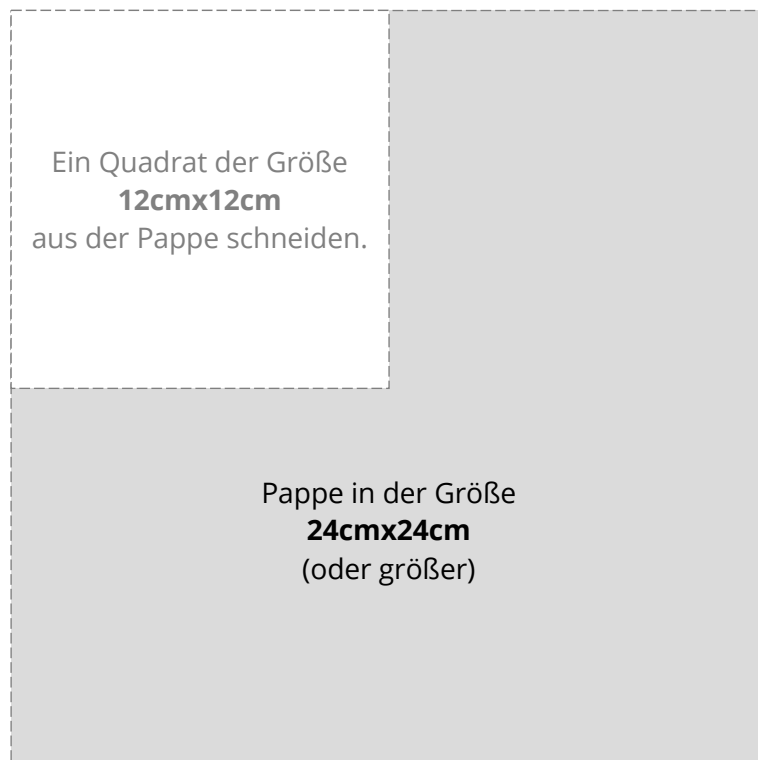 Ein Quadrat der Größe
12cmx12cm
aus der Pappe schneiden.
Pappe in der Größe
24cmx24cm
(oder größer)